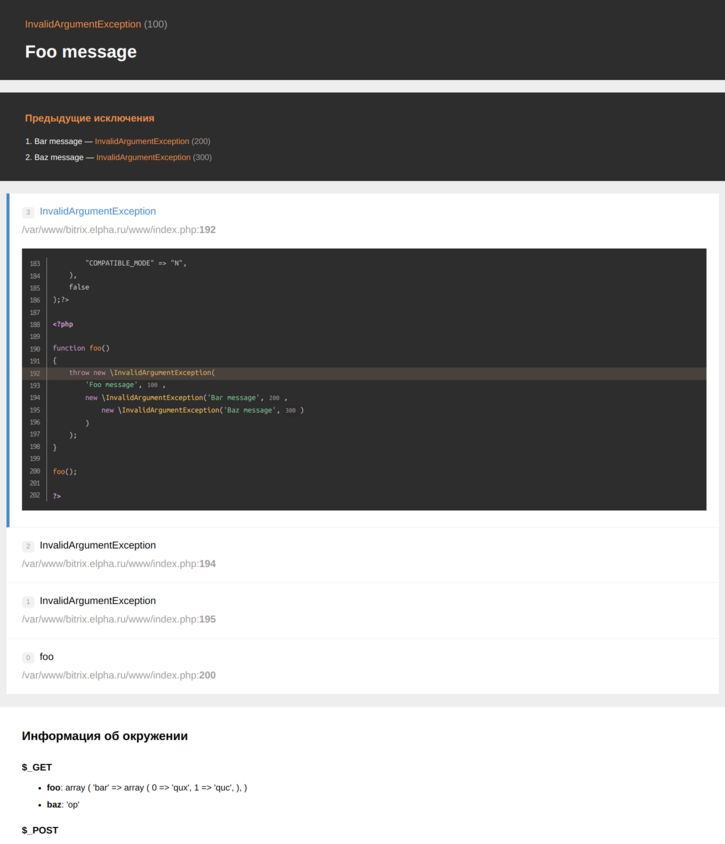 InvalidArgumentException (100)
Foo message
Предыдущие исключения
1. Bar message — InvalidArgumentException (200)
2. Baz message — InvalidArgumentException (300)
3 InvalidArgumentException
/var/www/bitrix.elpha.ru/www/index.php:192
183 "COMPATIBLE_MODE" => "N",
184 ),
185 false
186 );?>
187
188 <?php
189
190 function foo()
191 {
192 throw new \InvalidArgumentException(
193 'Foo message', 100 ,
194 new \InvalidArgumentException('Bar message', 200 ,
195 new \InvalidArgumentException('Baz message', 300 )
196 )
197 );
198 }
199
200 foo();
201
202 ?>
2 InvalidArgumentException
/var/www/bitrix.elpha.ru/www/index.php:194
1 InvalidArgumentException
/var/www/bitrix.elpha.ru/www/index.php:195
0 foo
/var/www/bitrix.elpha.ru/www/index.php:200
Информация об окружении
$_GET
• foo: array ( 'bar' => array ( 0 => 'qux', 1 => 'quc', ), )
• baz: 'op'
$_POST